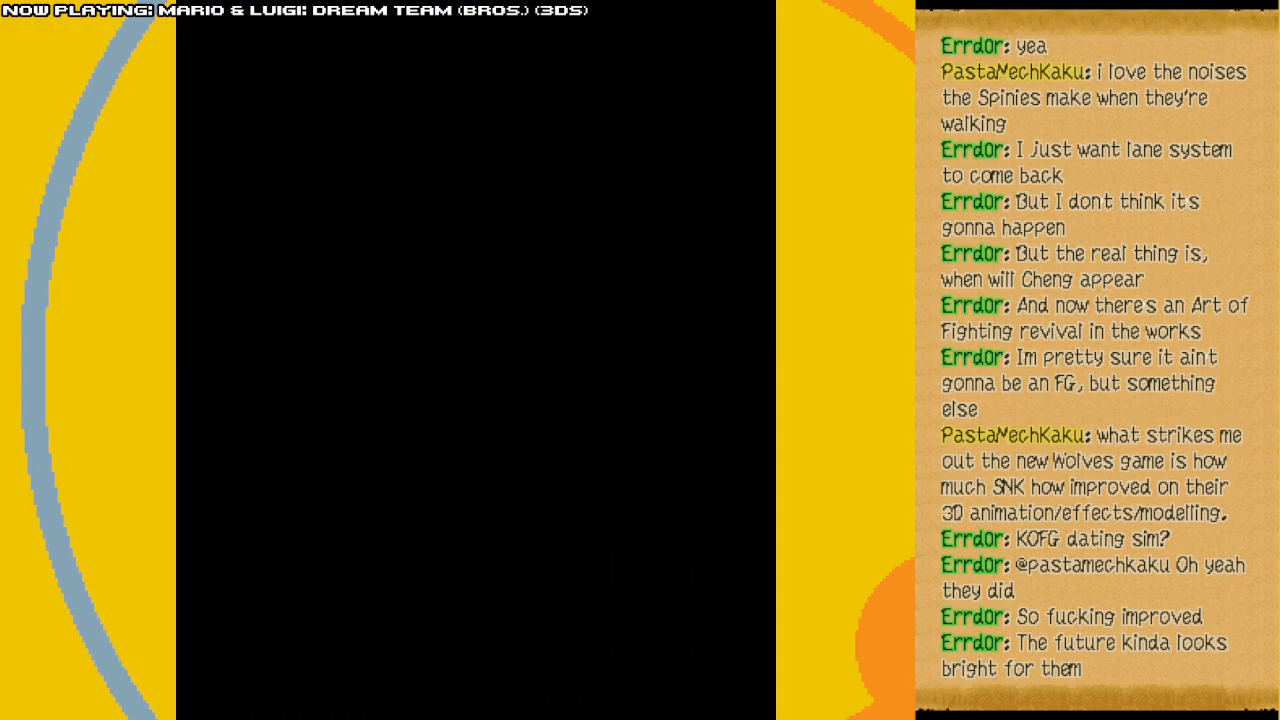 NOW PLAYING: MARIO & LUIGI: DREAM TEAM (BROS.) (3DS)
Errd0r: yea
PastaMechKaku: i love the noises
the Spinies make when they're
walking
Errd0r: I just want lane system
to come back
Errd0r: But I dont think its
gonna happen
Errd0r: But the real thing is,
when will Cheng appear
Errd0r: And now theres an Art of
Fighting revival in the works
Errd0r: Im pretty sure it aint
gonna be an FG, but something
else
PastaMechKaku: what strikes me
out the new Wolves game is how
much SNK how improved on their
3D animation/effects/modelling.
Errd0r: KOFG dating sim?
Errd0r: @pastamechkaku Oh yeah
they did
Errd0r: So fucking improved
Errd0r: The future kinda looks
bright for them